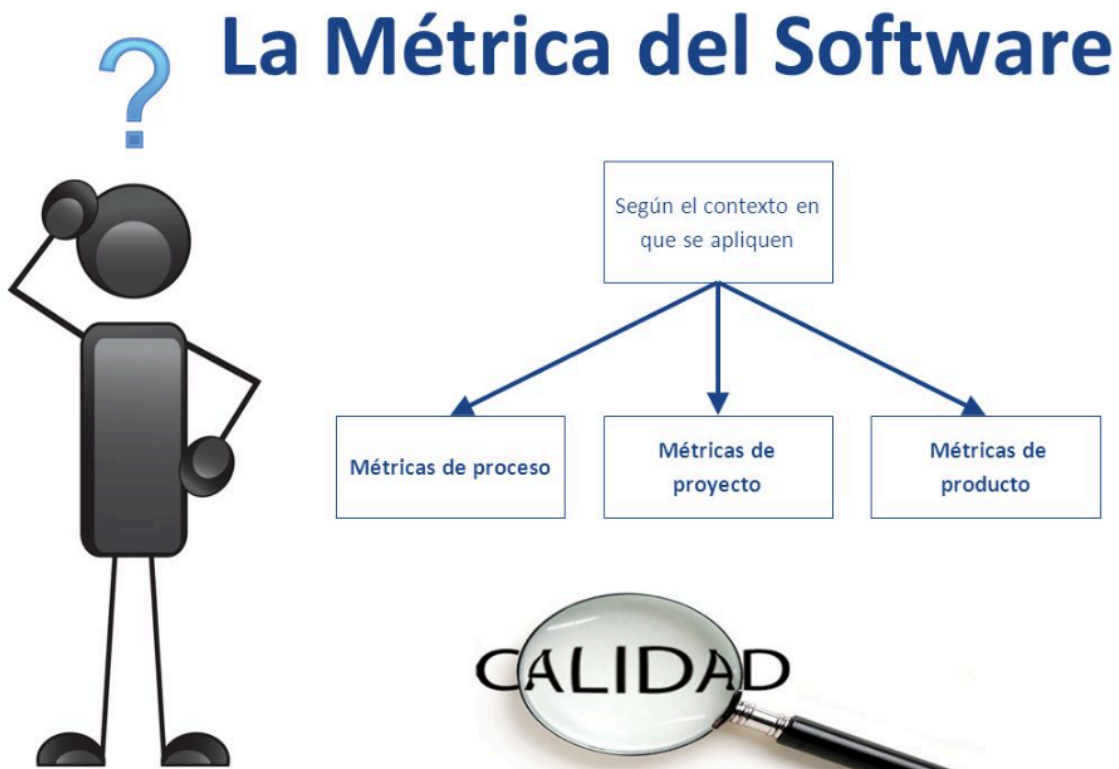 ?
La Métrica del Software
Según el contexto en
que se apliquen
Métricas de proceso
Métricas de
proyecto
Métricas de
producto
CALIDAD